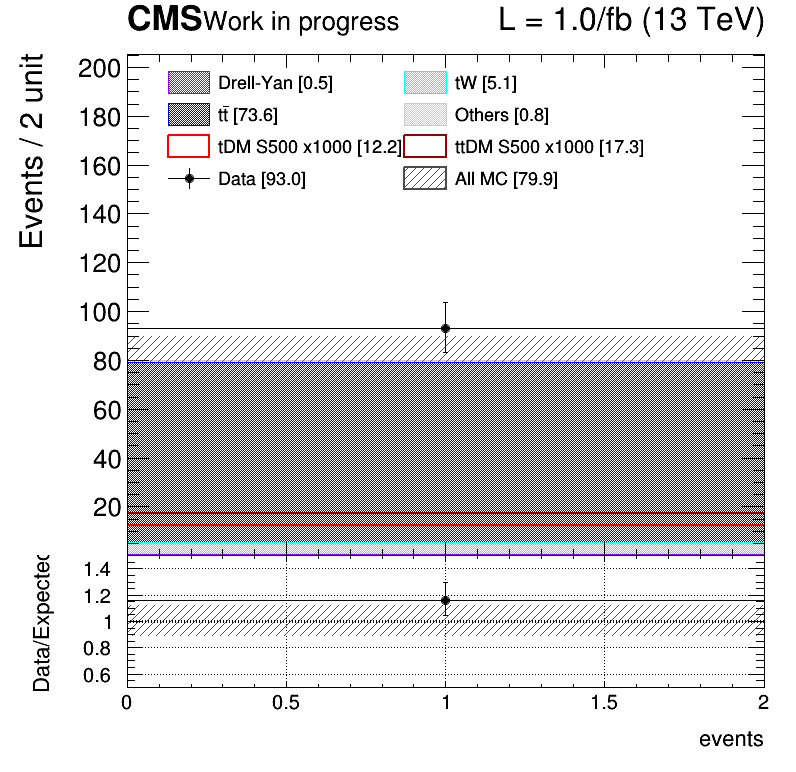 CMS Work in progress L = 1.0/fb (13 TeV)
Events / 2 unit
200
180
160
140
120
100
80
60
40
20
Drell-Yan [0.5] tW [5.1]
tt̄ [73.6] Others [0.8]
tDM S500 x1000 [12.2] ttDM S500 x1000 [17.3]
Data [93.0] All MC [79.9]
Data/Expected
1.4
1.2
1
0.8
0.6
0 0.5 1 1.5 2
events